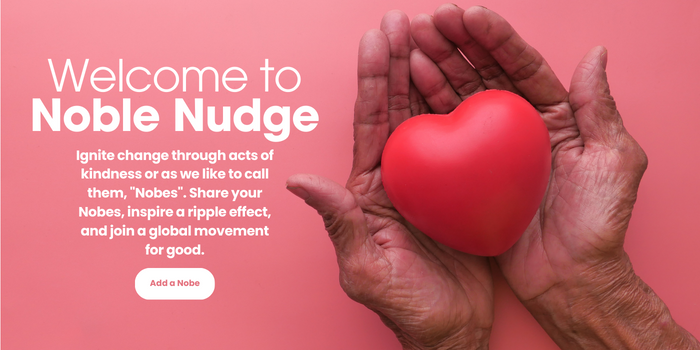 Welcome to
Noble Nudge
Ignite change through acts of
kindness or as we like to call
them, "Nobes". Share your
Nobes, inspire a ripple effect,
and join a global movement
for good.
Add a Nobe